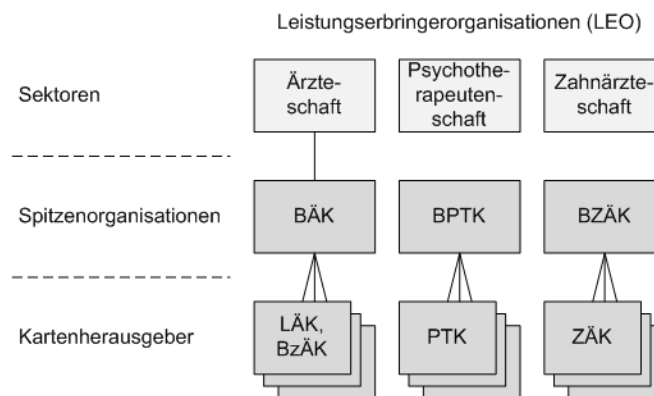 Leistungserbringerorganisationen (LEO)
Sektoren
Ärzte-
schaft
Psychothe-
rapeuten-
schaft
Zahnärzte-
schaft
Spitzenorganisationen
BÄK
BPTK
BZÄK
Kartenherausgeber
LÄK,
BzÄK
PTK
ZÄK